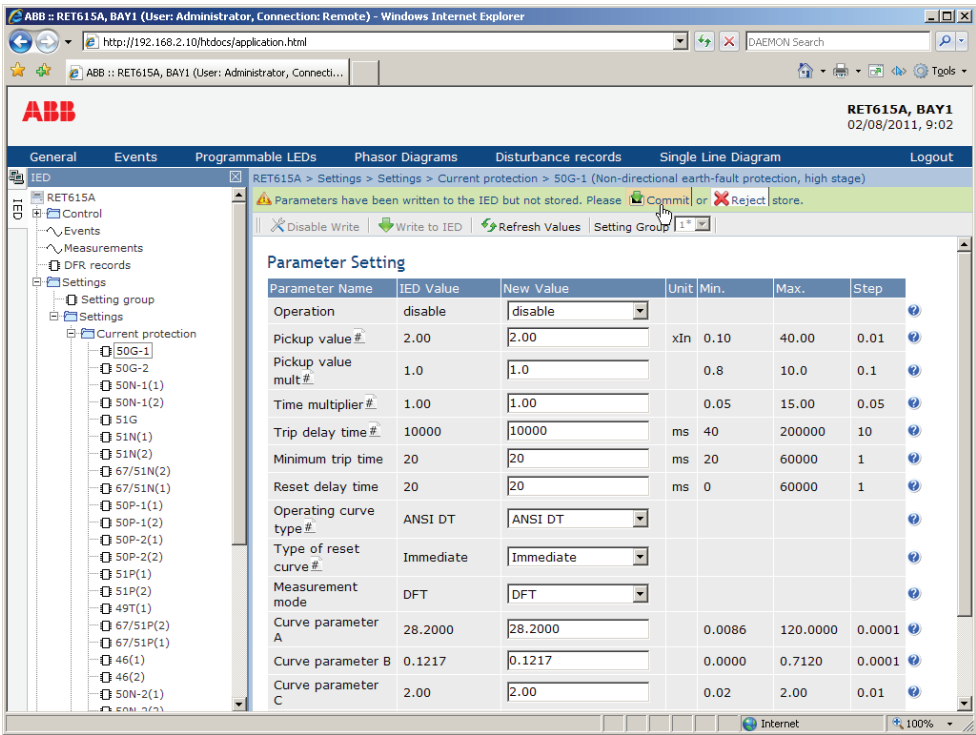 ABB :: RET615A, BAY1 (User: Administrator, Connection: Remote) - Windows Internet Explorer
http://192.168.2.10/htdocs/application.html
DAEMON Search
ABB :: RET615A, BAY1 (User: Administrator, Connecti...
Tools
ABB
RET615A, BAY1
02/08/2011, 9:02
General Events Programmable LEDs Phasor Diagrams Disturbance records Single Line Diagram Logout
IED
RET615A > Settings > Settings > Current protection > 50G-1 (Non-directional earth-fault protection, high stage)
IED
Parameters have been written to the IED but not stored. Please Commit or Reject store.
Disable Write Write to IED Refresh Values Setting Group 1*
RET615A
Control
Events
Measurements
DFR records
Settings
Setting group
Settings
Current protection
50G-1
50G-2
50N-1(1)
50N-1(2)
51G
51N(1)
51N(2)
67/51N(2)
67/51N(1)
50P-1(1)
50P-1(2)
50P-2(1)
50P-2(2)
51P(1)
51P(2)
49T(1)
67/51P(2)
67/51P(1)
46(1)
46(2)
50N-2(1)
50N-2(2)
Parameter Setting
Parameter Name IED Value New Value Unit Min. Max. Step
Operation disable disable
Pickup value # 2.00 2.00 xIn 0.10 40.00 0.01
Pickup value
mult # 1.0 1.0 0.8 10.0 0.1
Time multiplier # 1.00 1.00 0.05 15.00 0.05
Trip delay time # 10000 10000 ms 40 200000 10
Minimum trip time 20 20 ms 20 60000 1
Reset delay time 20 20 ms 0 60000 1
Operating curve
type # ANSI DT ANSI DT
Type of reset
curve # Immediate Immediate
Measurement
mode DFT DFT
Curve parameter
A 28.2000 28.2000 0.0086 120.0000 0.0001
Curve parameter B 0.1217 0.1217 0.0000 0.7120 0.0001
Curve parameter
C 2.00 2.00 0.02 2.00 0.01
Internet
100%